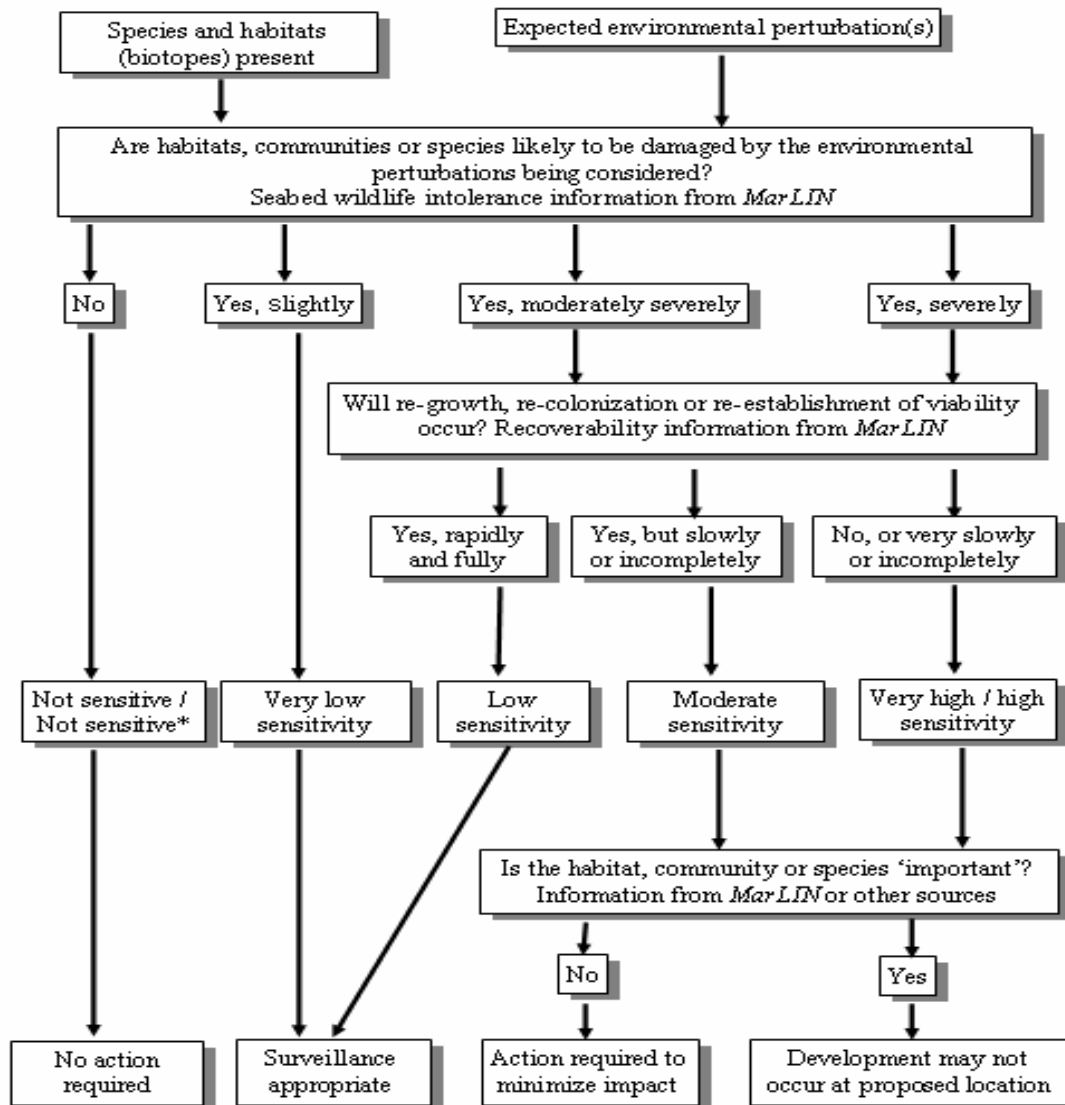 Species and habitats
(biotopes) present
Expected environmental perturbation(s)
Are habitats, communities or species likely to be damaged by the environmental
perturbations being considered?
Seabed wildlife intolerance information from MarLIN
No
Yes, slightly
Yes, moderately severely
Yes, severely
Will re-growth, re-colonization or re-establishment of viability
occur? Recoverability information from MarLIN
Yes, rapidly
and fully
Yes, but slowly
or incompletely
No, or very slowly
or incompletely
Not sensitive /
Not sensitive*
Very low
sensitivity
Low
sensitivity
Moderate
sensitivity
Very high / high
sensitivity
Is the habitat, community or species ‘important’?
Information from MarLIN or other sources
No
Yes
No action
required
Surveillance
appropriate
Action required to
minimize impact
Development may not
occur at proposed location